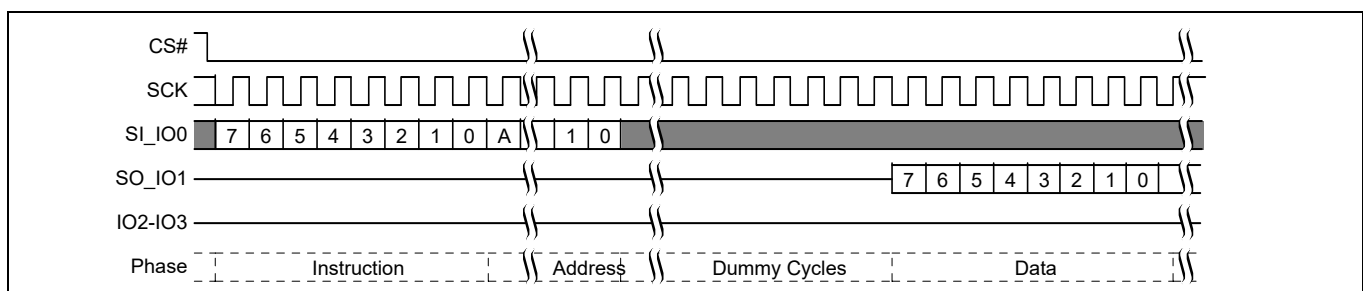 CS#
SCK
SI_IO0 7 6 5 4 3 2 1 0 A 1 0
SO_IO1 7 6 5 4 3 2 1 0
IO2-IO3
Phase Instruction Address Dummy Cycles Data